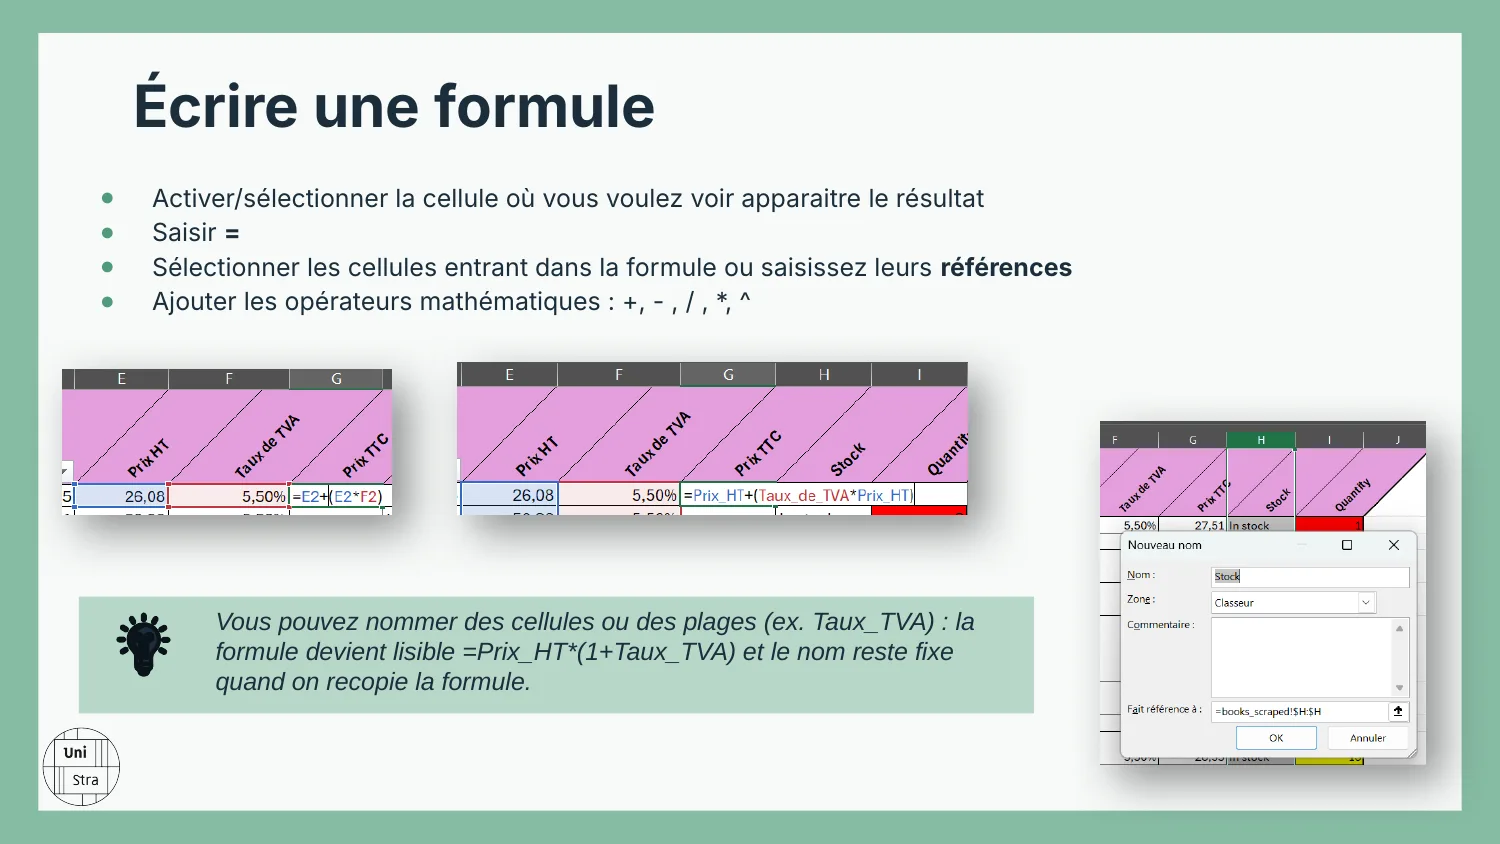 Écrire une formule
Activer/sélectionner la cellule où vous voulez voir apparaitre le résultat
Saisir =
Sélectionner les cellules entrant dans la formule ou saisissez leurs références
Ajouter les opérateurs mathématiques : +, - , / , *, ^
E F G
Prix HT Taux de TVA Prix TTC
5 26,08 5,50% =E2+(E2*F2)
E F G H I
Prix HT Taux de TVA Prix TTC Stock Quantit
26,08 5,50% =Prix_HT+(Taux_de_TVA*Prix_HT)
F G H I J
Taux de TVA Prix TTC Stock Quantity
5,50% 27,51 In stock 1
Nouveau nom
Nom : Stock
Zone : Classeur
Commentaire :
Fait référence à : =books_scraped!$H:$H
OK Annuler
Vous pouvez nommer des cellules ou des plages (ex. Taux_TVA) : la
formule devient lisible =Prix_HT*(1+Taux_TVA) et le nom reste fixe
quand on recopie la formule.
Uni
Stra